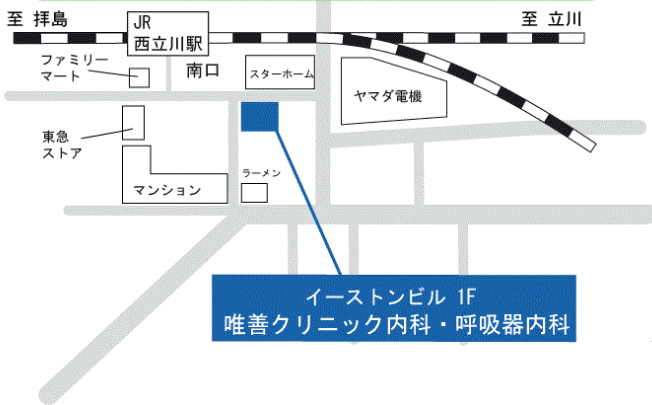 至 拝島
至 立川
JR
西立川駅
ファミリー
マート
南口
スターホーム
ヤマダ電機
東急
ストア
マンション
ラーメン
イーストンビル 1F
唯善クリニック内科・呼吸器内科